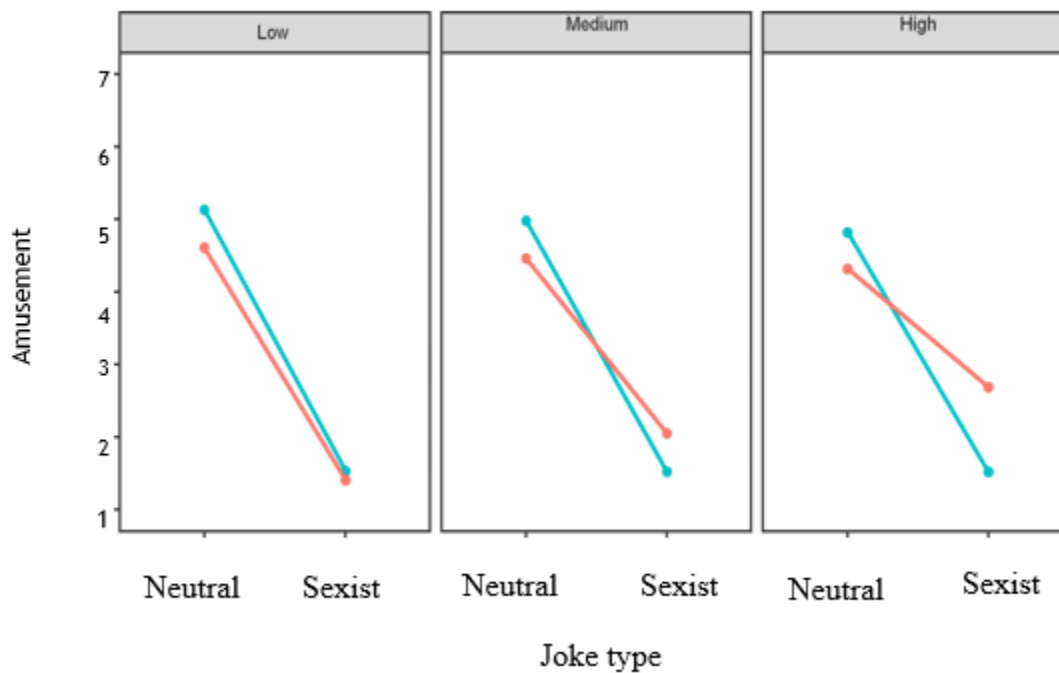 Low
Medium
High
Amusement
7
6
5
4
3
2
1
Neutral Sexist
Neutral Sexist
Neutral Sexist
Joke type